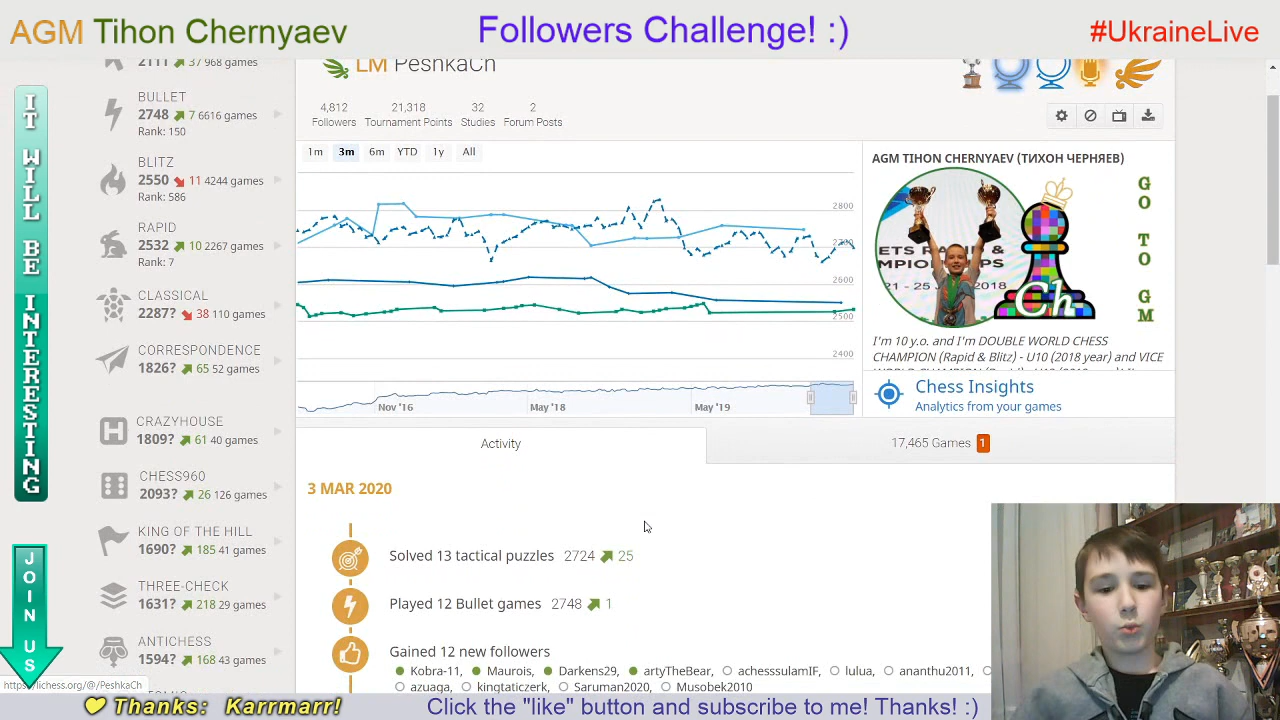 AGM Tihon Chernyaev
Followers Challenge! :)
#UkraineLive
IT WILL BE INTERESTING
JOIN US
2111 37 968 games
BULLET
2748 7 6616 games
Rank: 150
BLITZ
2550 11 4244 games
Rank: 586
RAPID
2532 10 2267 games
Rank: 7
CLASSICAL
2287? 38 110 games
CORRESPONDENCE
1826? 65 52 games
CRAZYHOUSE
1809? 61 40 games
CHESS960
2093? 26 126 games
KING OF THE HILL
1690? 185 41 games
THREE-CHECK
1631? 218 29 games
ANTICHESS
1594? 168 43 games
https://lichess.org/@/PeshkaCh
LM PeshkaCh
4,812 21,318 32 2
Followers Tournament Points Studies Forum Posts
1m 3m 6m YTD 1y All
2800
2700
2600
2500
2400
Nov '16 May '18 May '19
AGM TIHON CHERNYAEV (ТИХОН ЧЕРНЯЕВ)
ETS RAPID &
MPIO
21 - 25 2018
Ch
GO TO GM
I'm 10 y.o. and I'm DOUBLE WORLD CHESS
CHAMPION (Rapid & Blitz) - U10 (2018 year) and VICE
Chess Insights
Analytics from your games
Activity
17,465 Games 1
3 MAR 2020
Solved 13 tactical puzzles 2724 25
Played 12 Bullet games 2748 1
Gained 12 new followers
Kobra-11, Maurois, Darkens29, artyTheBear, achesssulamIF, lulua, ananthu2011,
azuaga, kingtaticzerk, Saruman2020, Musobek2010
Thanks: Karrmarr!
Click the "like" button and subscribe to me! Thanks! :)